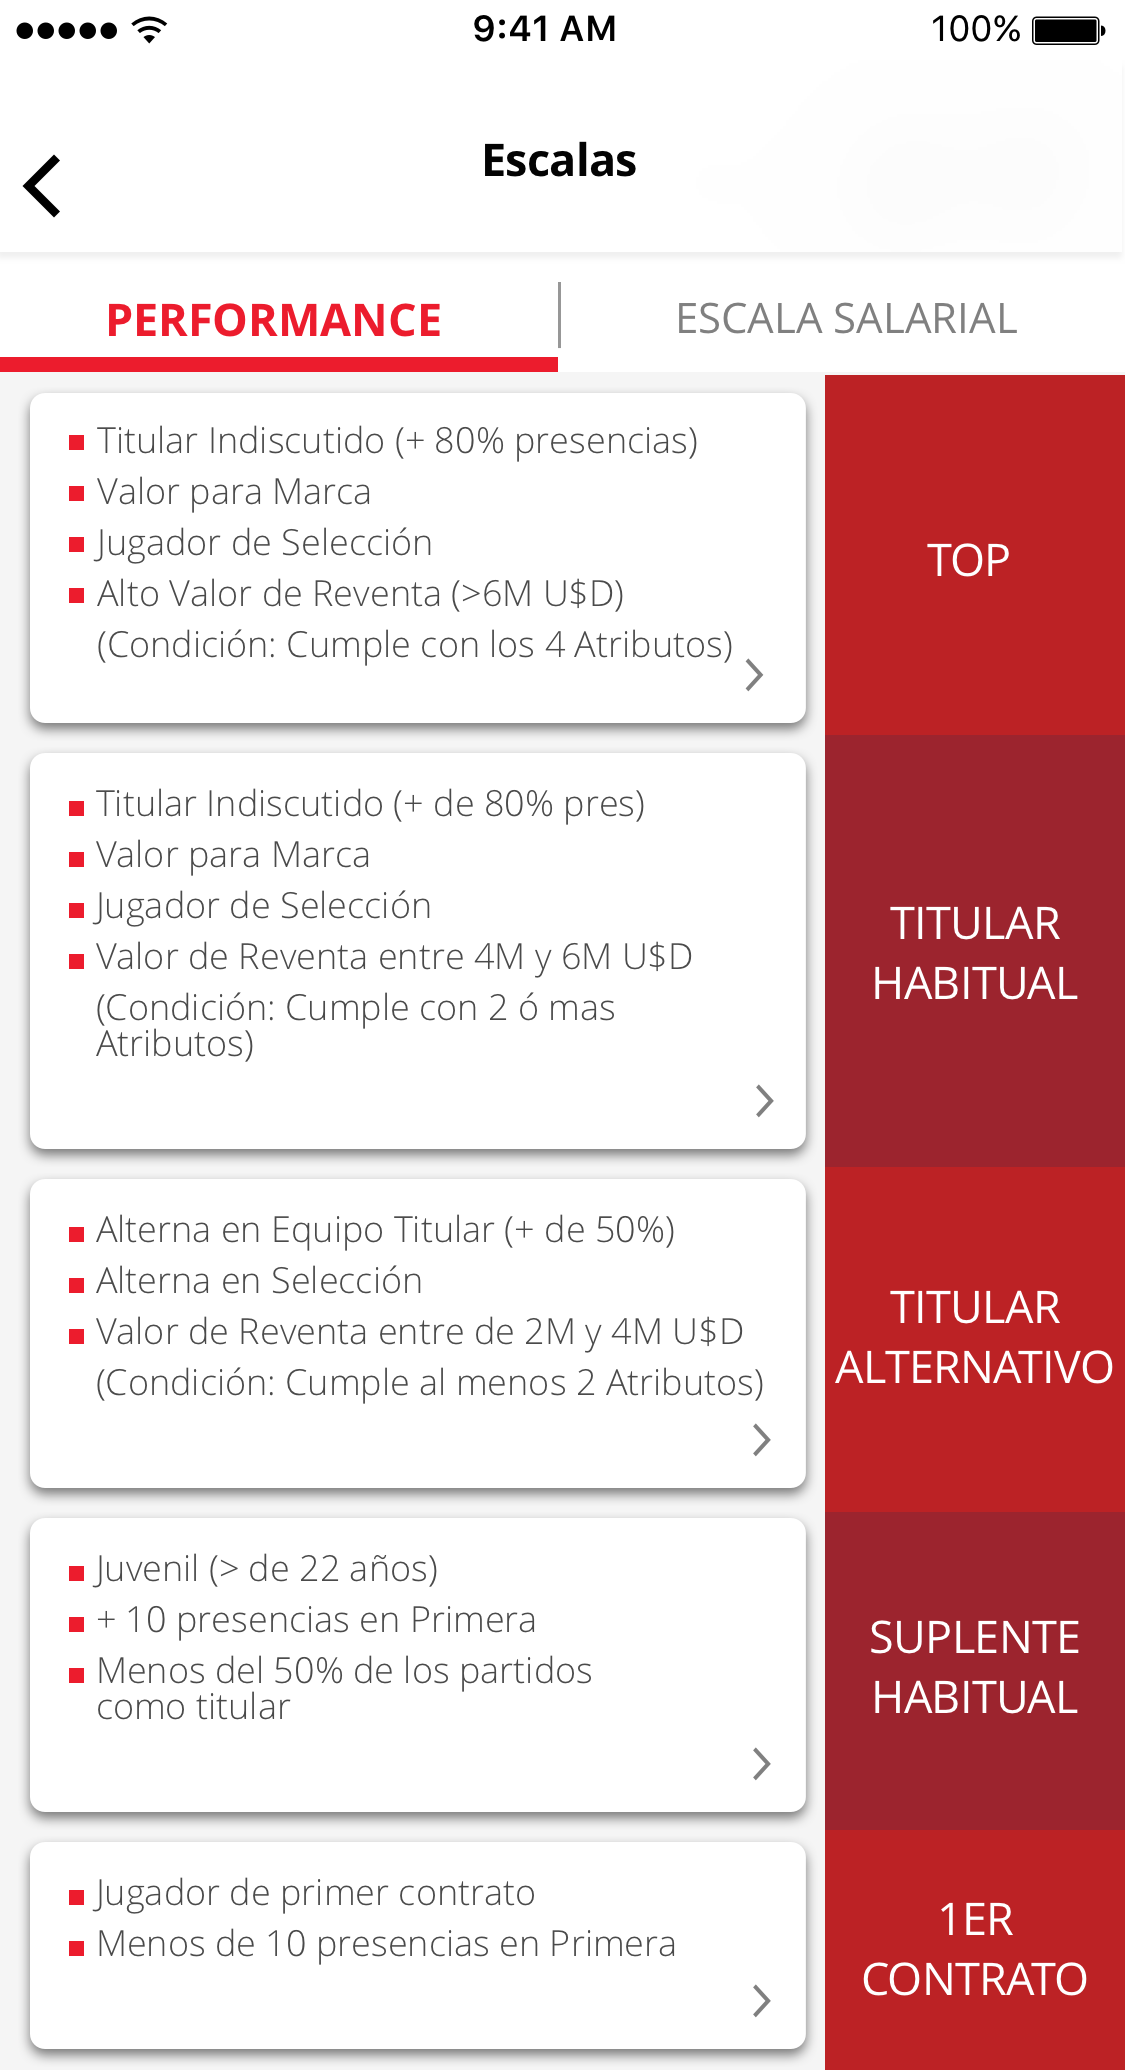 9:41 AM
100%
Escalas
PERFORMANCE
ESCALA SALARIAL
Titular Indiscutido (+ 80% presencias)
Valor para Marca
Jugador de Selección
Alto Valor de Reventa (>6M U$D)
(Condición: Cumple con los 4 Atributos)
TOP
Titular Indiscutido (+ de 80% pres)
Valor para Marca
Jugador de Selección
Valor de Reventa entre 4M y 6M U$D
(Condición: Cumple con 2 ó mas
Atributos)
TITULAR
HABITUAL
Alterna en Equipo Titular (+ de 50%)
Alterna en Selección
Valor de Reventa entre de 2M y 4M U$D
(Condición: Cumple al menos 2 Atributos)
TITULAR
ALTERNATIVO
Juvenil (> de 22 años)
+ 10 presencias en Primera
Menos del 50% de los partidos
como titular
SUPLENTE
HABITUAL
Jugador de primer contrato
Menos de 10 presencias en Primera
1ER
CONTRATO